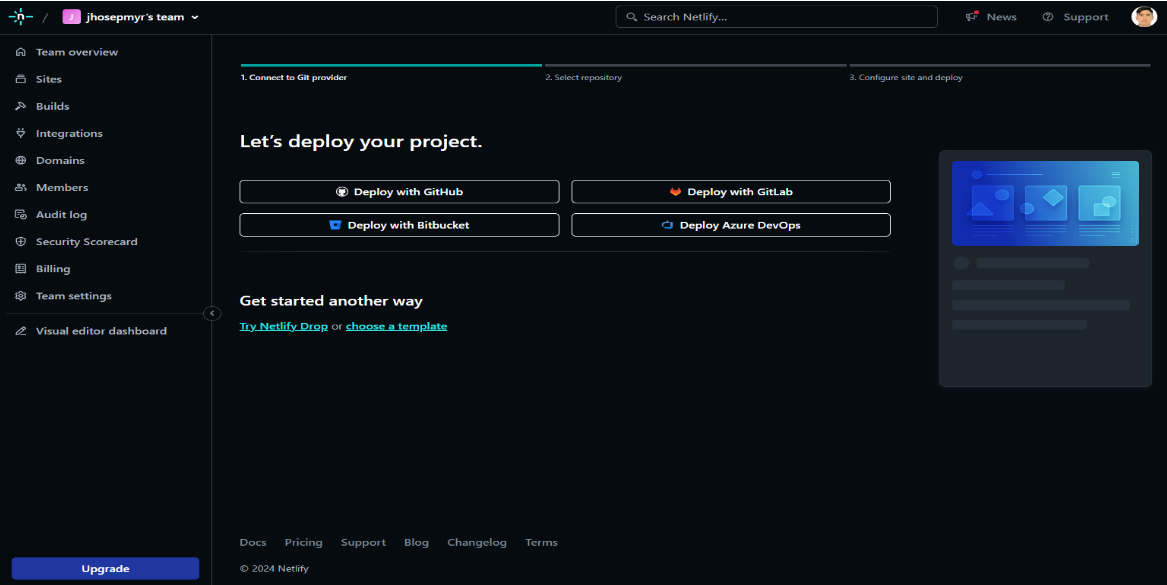 / J jhosepmyr's team
Search Netlify...
News
Support
Team overview
Sites
Builds
Integrations
Domains
Members
Audit log
Security Scorecard
Billing
Team settings
Visual editor dashboard
Upgrade
1. Connect to Git provider
2. Select repository
3. Configure site and deploy
Let's deploy your project.
Deploy with GitHub
Deploy with GitLab
Deploy with Bitbucket
Deploy Azure DevOps
Get started another way
Try Netlify Drop or choose a template
Docs Pricing Support Blog Changelog Terms
© 2024 Netlify